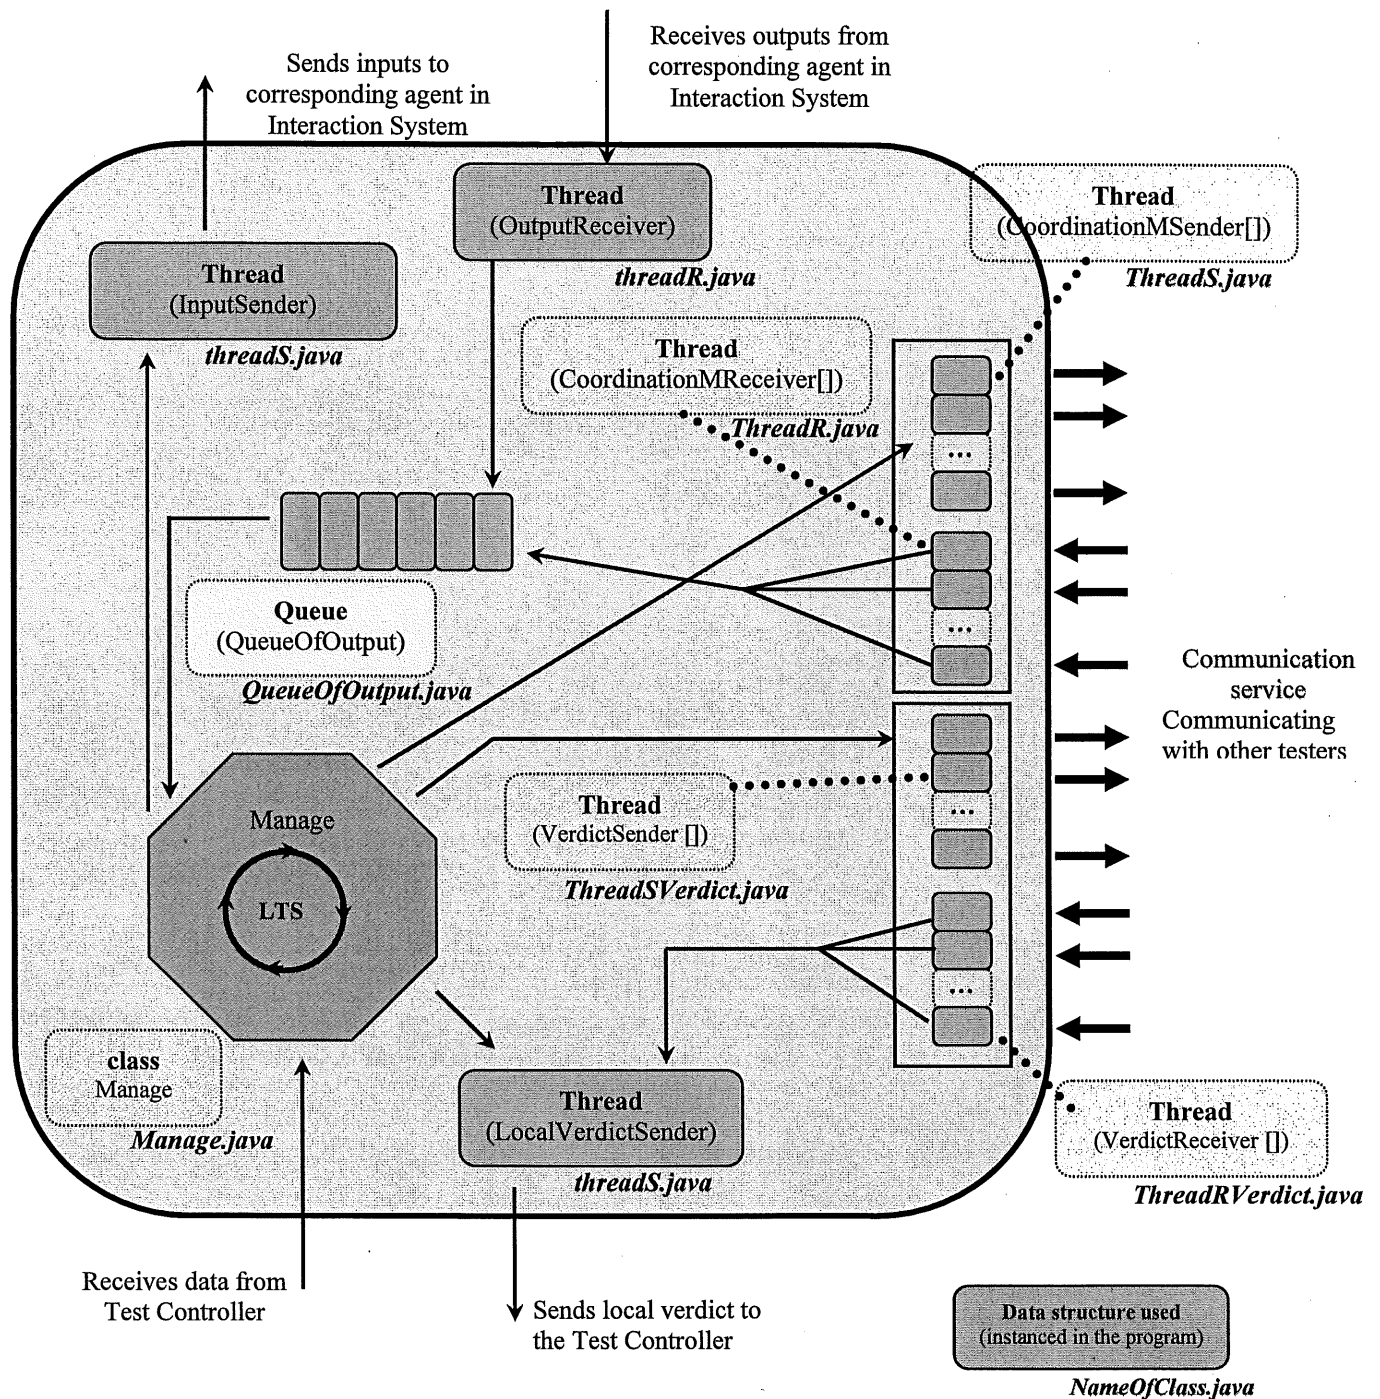 Sends inputs to
corresponding agent in
Interaction System
Receives outputs from
corresponding agent in
Interaction System
Thread
(OutputReceiver)
threadR.java
Thread
(CoordinationMSender[])
ThreadS.java
Thread
(InputSender)
threadS.java
Thread
(CoordinationMReceiver[])
ThreadR.java
...
Queue
(QueueOfOutput)
QueueOfOutput.java
...
Communication
service
Communicating
with other testers
Manage
LTS
Thread
(VerdictSender [])
ThreadSVerdict.java
...
...
class
Manage
Manage.java
Thread
(LocalVerdictSender)
threadS.java
Thread
(VerdictReceiver [])
ThreadRVerdict.java
Receives data from
Test Controller
Sends local verdict to
the Test Controller
Data structure used
(instanced in the program)
NameOfClass.java